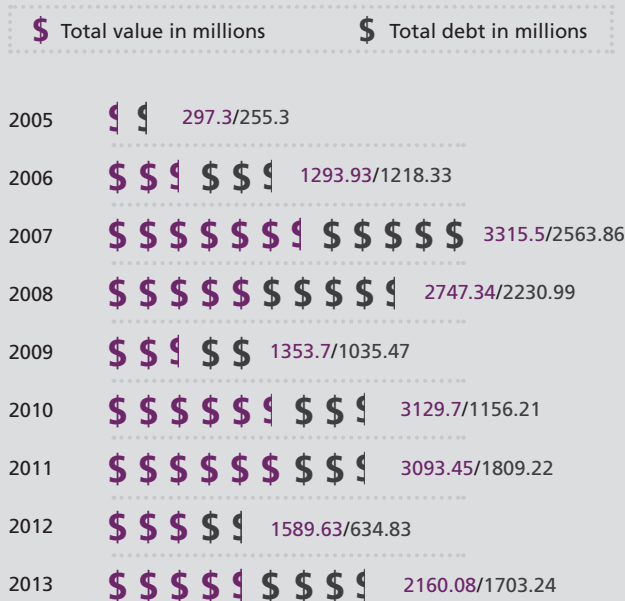 $ Total value in millions $ Total debt in millions
2005 $ $ 297.3/255.3
2006 $ $ $ $ $ $ 1293.93/1218.33
2007 $ $ $ $ $ $ $ $ $ $ $ $ 3315.5/2563.86
2008 $ $ $ $ $ $ $ $ $ $ 2747.34/2230.99
2009 $ $ $ $ $ 1353.7/1035.47
2010 $ $ $ $ $ $ $ $ $ 3129.7/1156.21
2011 $ $ $ $ $ $ $ $ $ 3093.45/1809.22
2012 $ $ $ $ $ 1589.63/634.83
2013 $ $ $ $ $ $ $ $ $ 2160.08/1703.24